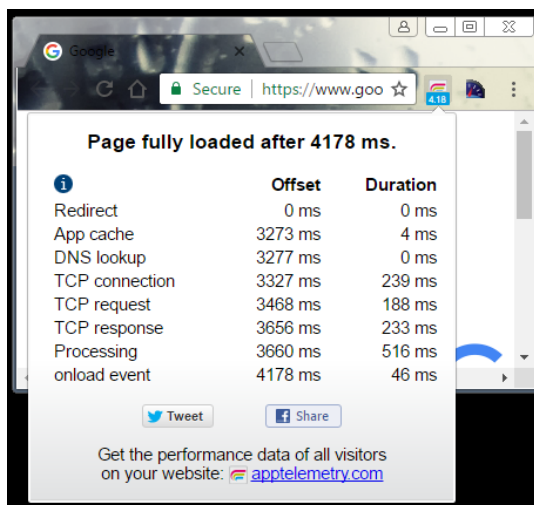 Google
Secure | https://www.goo
4.18
Page fully loaded after 4178 ms.
Offset Duration
Redirect 0 ms 0 ms
App cache 3273 ms 4 ms
DNS lookup 3277 ms 0 ms
TCP connection 3327 ms 239 ms
TCP request 3468 ms 188 ms
TCP response 3656 ms 233 ms
Processing 3660 ms 516 ms
onload event 4178 ms 46 ms
Tweet Share
Get the performance data of all visitors
on your website: apptelemetry.com